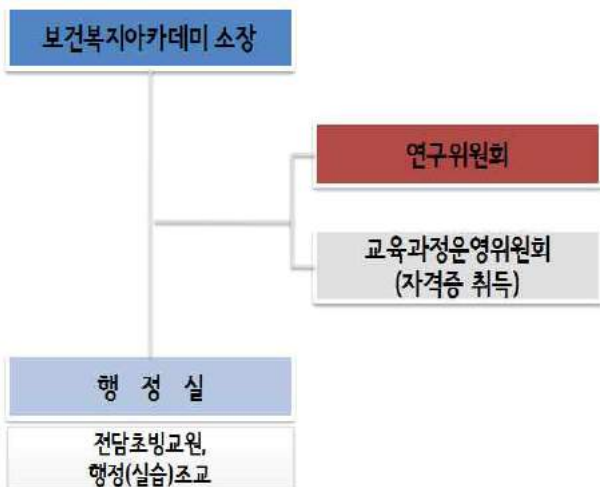 보건복지아카데미 소장
연구위원회
교육과정운영위원회
(자격증 취득)
행 정 실
전담초빙교원,
행정(실습)조교